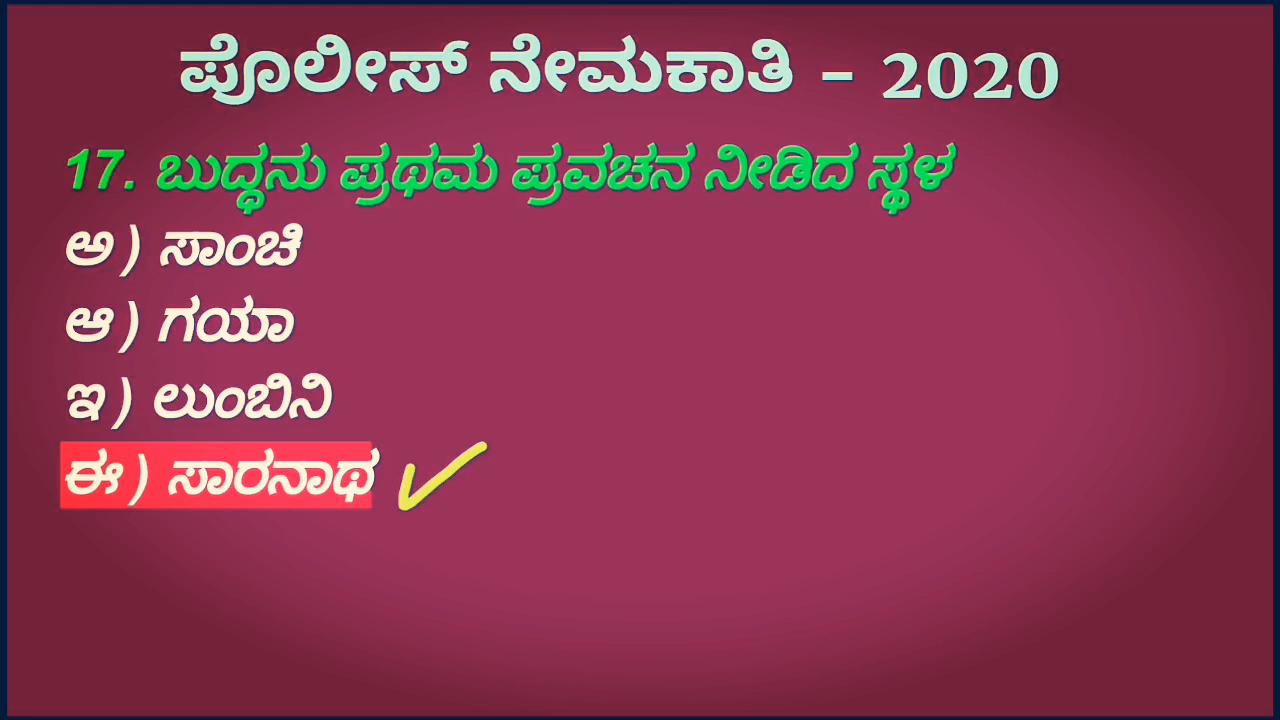 ಪೊಲೀಸ್ ನೇಮಕಾತಿ – 2020
17. ಬುದ್ಧನು ಪ್ರಥಮ ಪ್ರವಚನ ನೀಡಿದ ಸ್ಥಳ
ಅ) ಸಾಂಚಿ
ಆ) ಗಯಾ
ಇ) ಲುಂಬಿನಿ
ಈ) ಸಾರನಾಥ